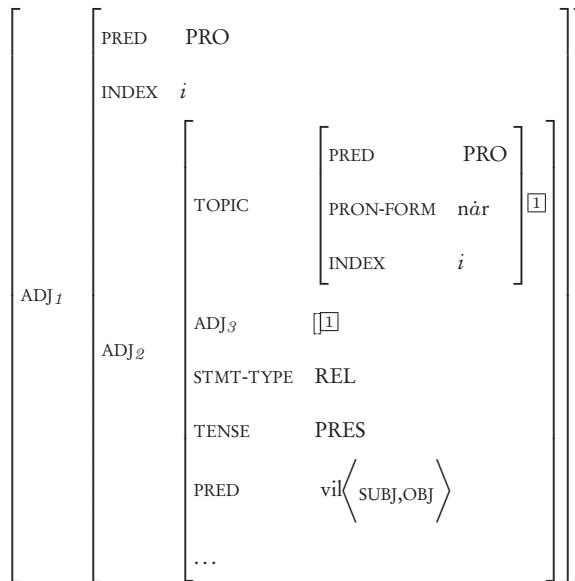 PRED PRO
INDEX i
PRED PRO
TOPIC PRON-FORM når
INDEX i
ADJ1
ADJ3 [1
ADJ2
STMT-TYPE REL
TENSE PRES
PRED vil⟨SUBJ,OBJ⟩
...
1